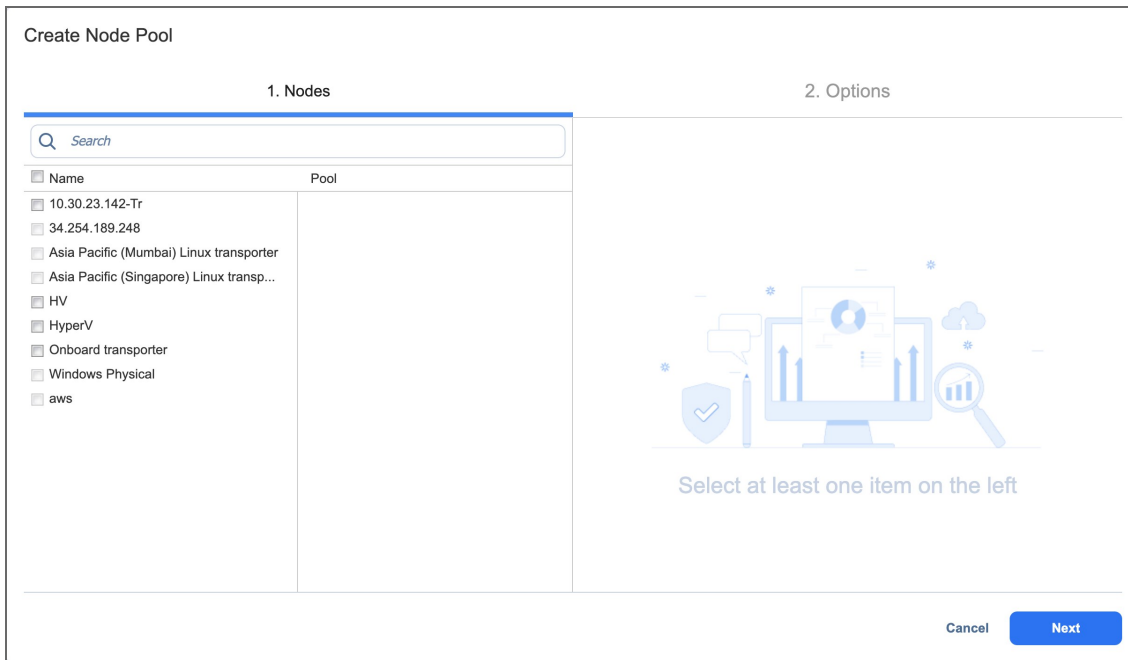 Create Node Pool
1. Nodes
2. Options
Search
Name
Pool
10.30.23.142-Tr
34.254.189.248
Asia Pacific (Mumbai) Linux transporter
Asia Pacific (Singapore) Linux transp...
HV
HyperV
Onboard transporter
Windows Physical
aws
Select at least one item on the left
Cancel
Next